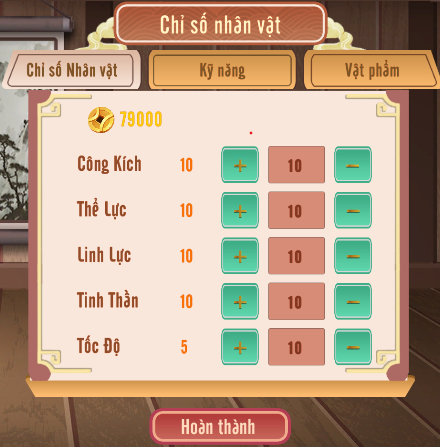 Chỉ số nhân vật
Chỉ số Nhân vật Kỹ năng Vật phẩm
79000
Công Kích 10 + 10 -
Thể Lực 10 + 10 -
Linh Lực 10 + 10 -
Tinh Thần 10 + 10 -
Tốc Độ 5 + 10 -
Hoàn thành